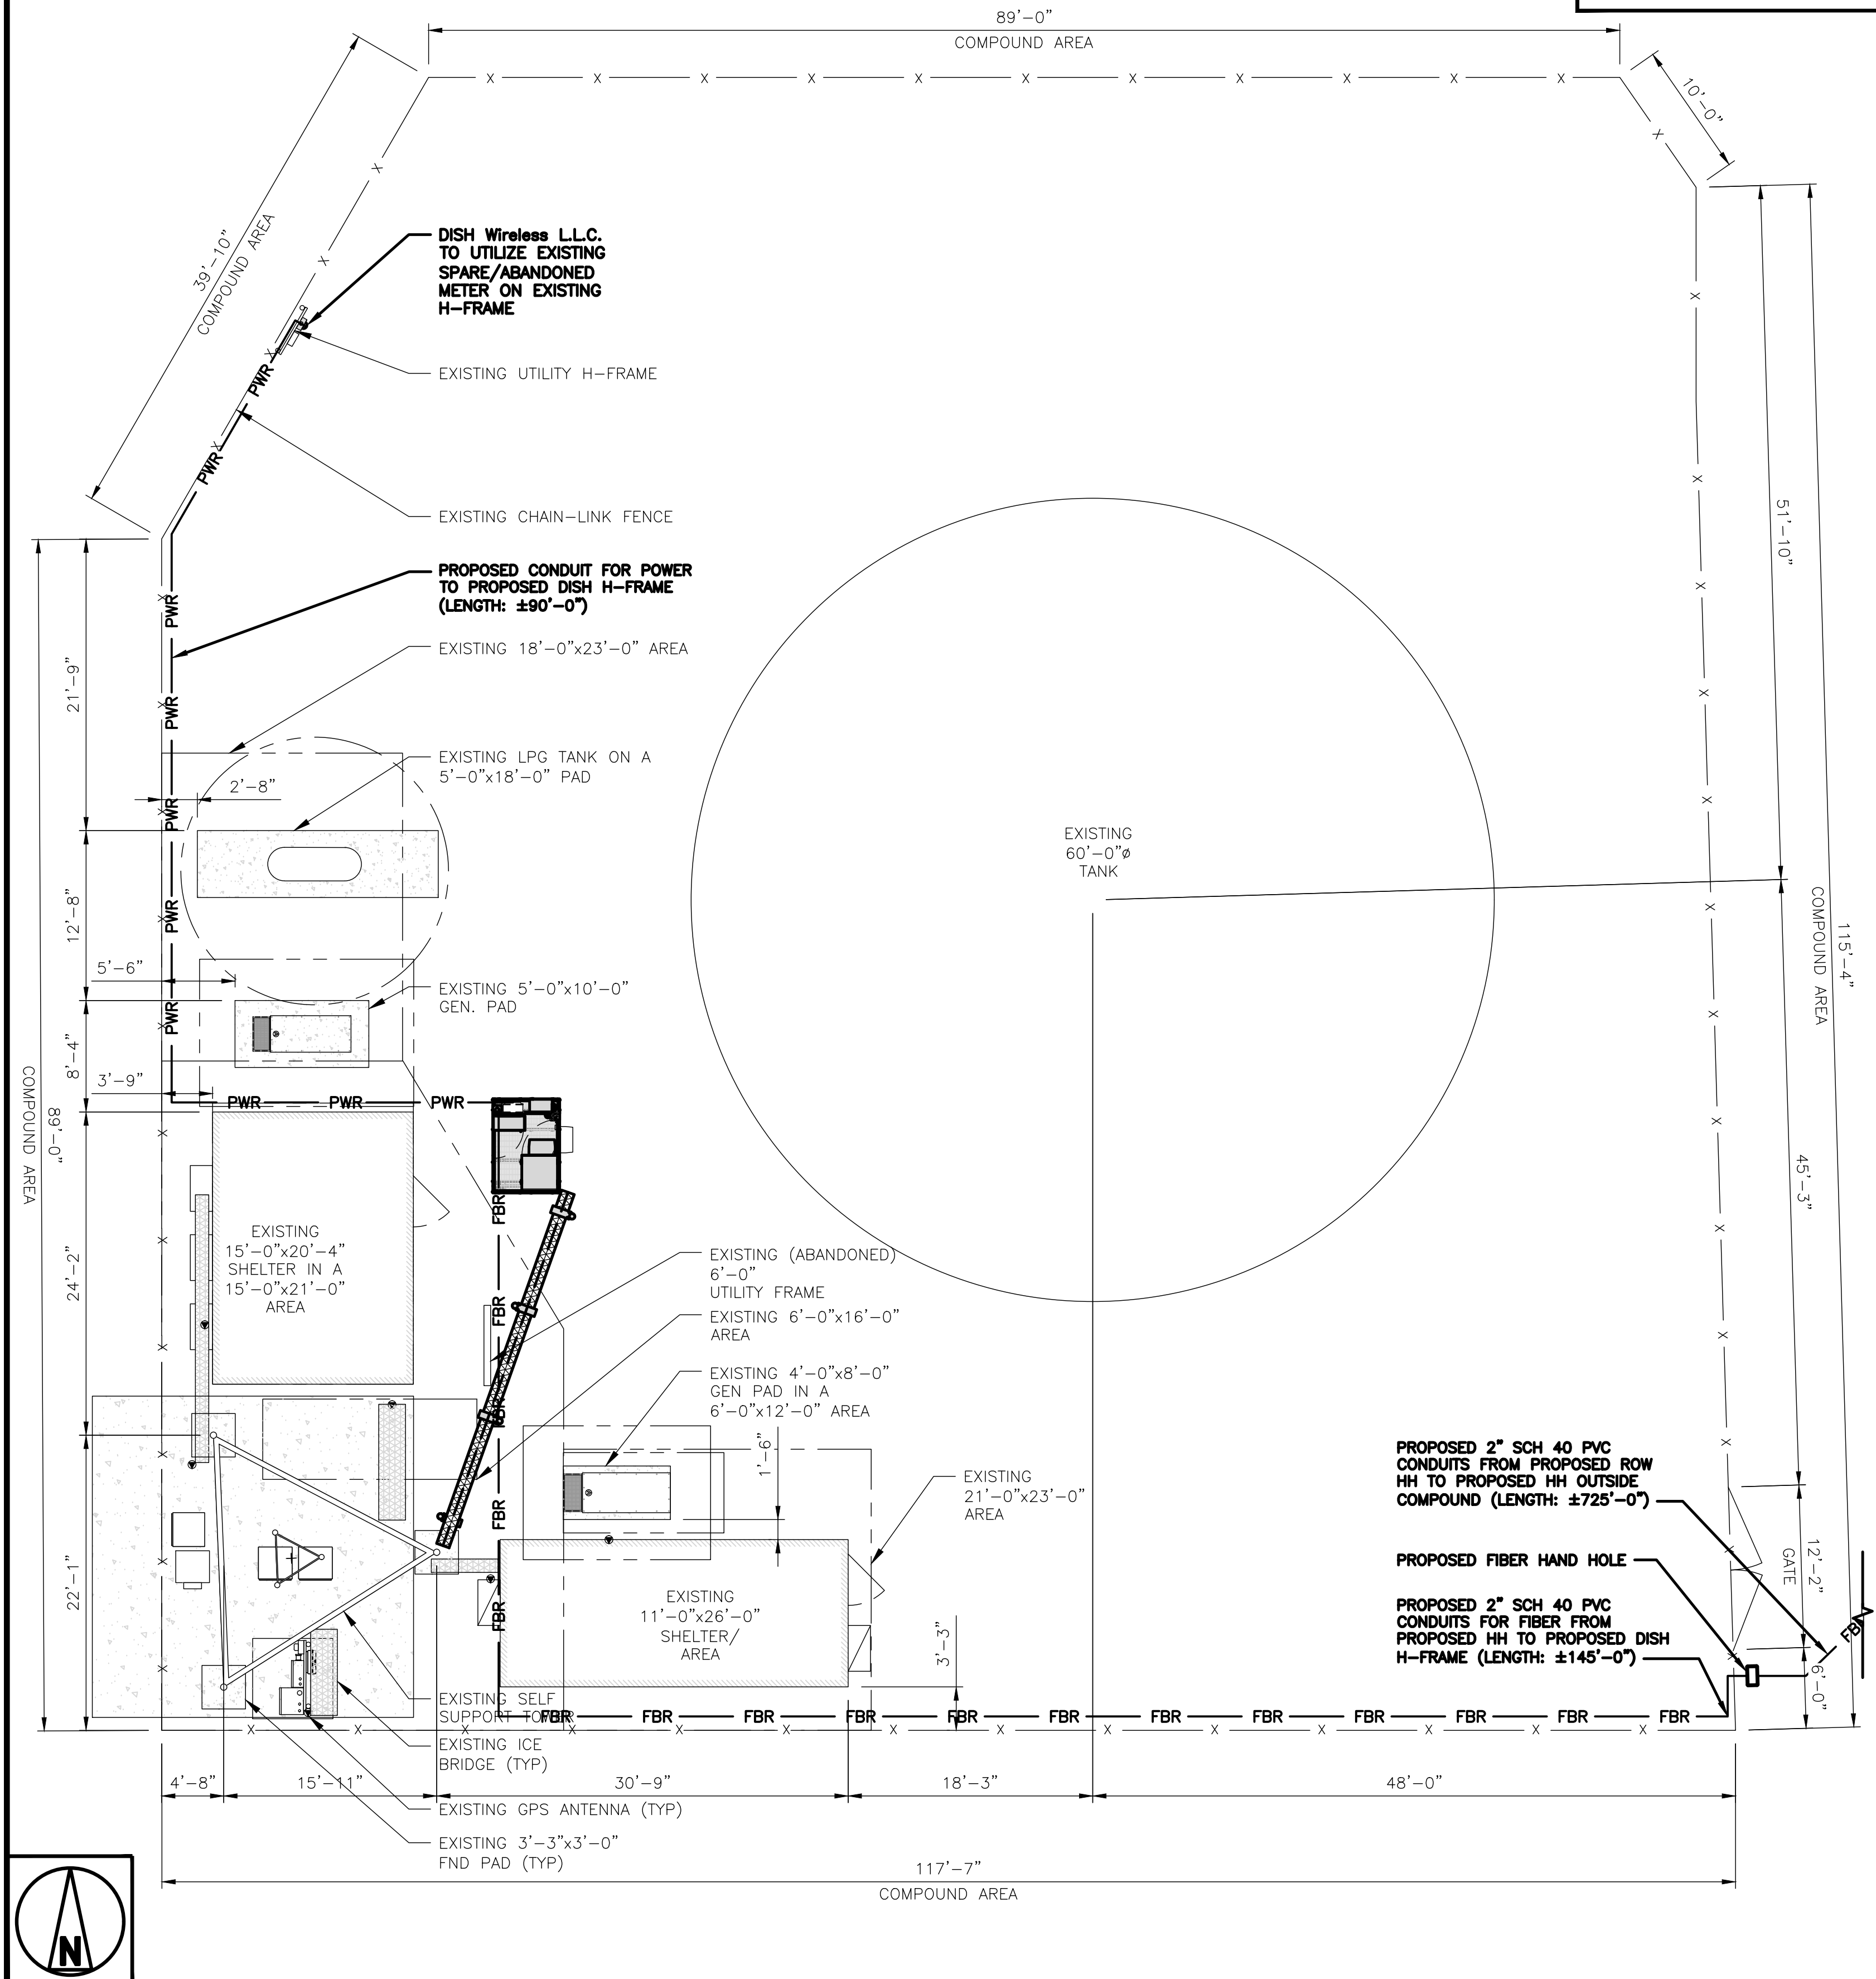 89'-0"
COMPOUND AREA
10'-0"
39'-10"
COMPOUND AREA
DISH Wireless L.L.C.
TO UTILIZE EXISTING
SPARE/ABANDONED
METER ON EXISTING
H-FRAME
EXISTING UTILITY H-FRAME
PWR
PWR
EXISTING CHAIN-LINK FENCE
PROPOSED CONDUIT FOR POWER
TO PROPOSED DISH H-FRAME
(LENGTH: ±90'-0")
EXISTING 18'-0"x23'-0" AREA
EXISTING LPG TANK ON A
5'-0"x18'-0" PAD
2'-8"
PWR
PWR
PWR
PWR
PWR
21'-9"
12'-8"
5'-6"
EXISTING 5'-0"x10'-0"
GEN. PAD
8'-4"
3'-9"
PWR PWR PWR
EXISTING
60'-0"ø
TANK
51'-10"
115'-4"
COMPOUND AREA
45'-3"
COMPOUND AREA
89'-0"
24'-2"
EXISTING
15'-0"x20'-4"
SHELTER IN A
15'-0"x21'-0"
AREA
FBR
FBR
FBR
FBR
FBR
EXISTING (ABANDONED)
6'-0"
UTILITY FRAME
EXISTING 6'-0"x16'-0"
AREA
EXISTING 4'-0"x8'-0"
GEN PAD IN A
6'-0"x12'-0" AREA
1'-6"
EXISTING
21'-0"x23'-0"
AREA
22'-1"
EXISTING
11'-0"x26'-0"
SHELTER/
AREA
3'-3"
PROPOSED 2" SCH 40 PVC
CONDUITS FROM PROPOSED ROW
HH TO PROPOSED HH OUTSIDE
COMPOUND (LENGTH: ±725'-0")
PROPOSED FIBER HAND HOLE
PROPOSED 2" SCH 40 PVC
CONDUITS FOR FIBER FROM
PROPOSED HH TO PROPOSED DISH
H-FRAME (LENGTH: ±145'-0")
12'-2"
GATE
FBR
6'-0"
EXISTING SELF
SUPPORT TOWER
FBR FBR FBR FBR FBR FBR FBR FBR FBR FBR FBR FBR
EXISTING ICE
BRIDGE (TYP)
4'-8" 15'-11" 30'-9" 18'-3" 48'-0"
EXISTING GPS ANTENNA (TYP)
EXISTING 3'-3"x3'-0"
FND PAD (TYP)
117'-7"
COMPOUND AREA
N